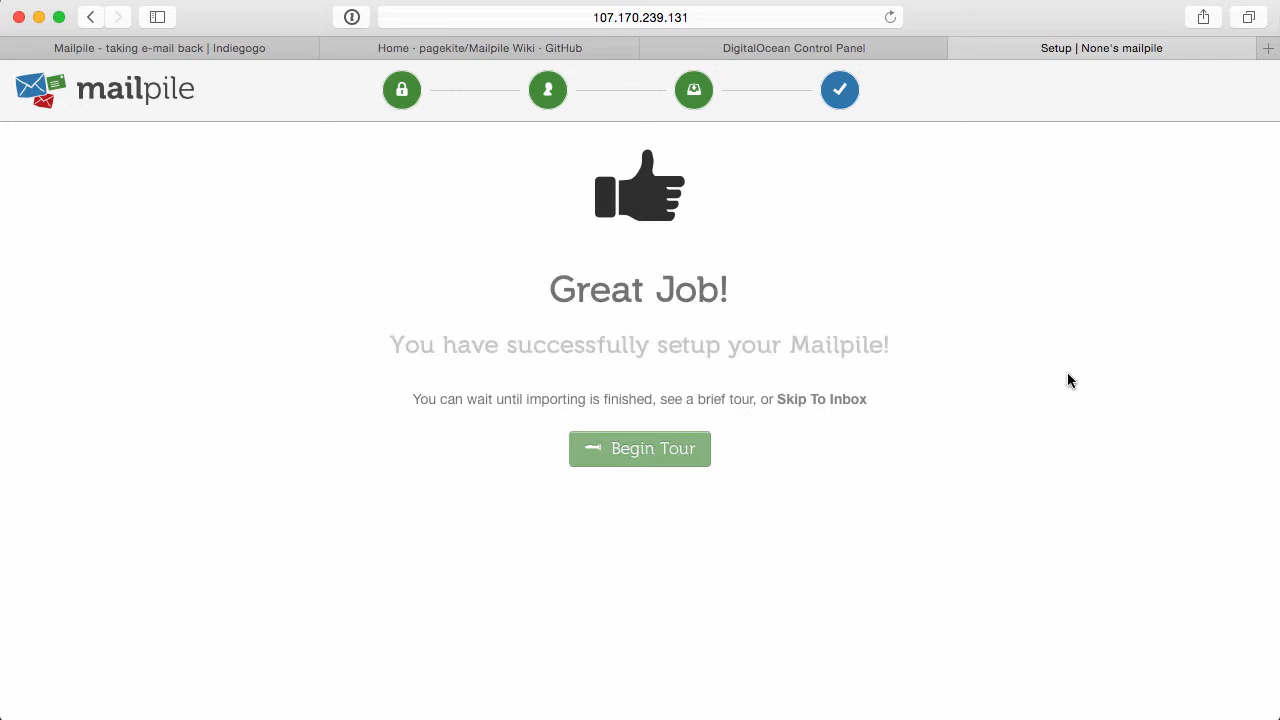 107.170.239.131
Mailpile - taking e-mail back | Indiegogo
Home · pagekite/Mailpile Wiki · GitHub
DigitalOcean Control Panel
Setup | None's mailpile
mailpile
Great Job!
You have successfully setup your Mailpile!
You can wait until importing is finished, see a brief tour, or Skip To Inbox
Begin Tour